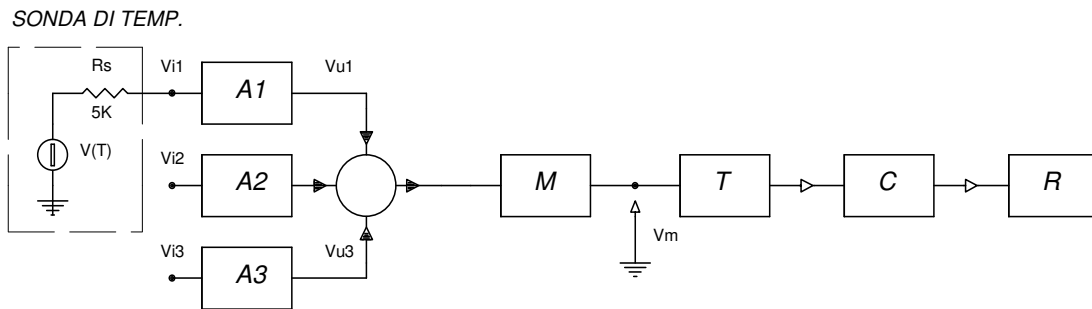 SONDA DI TEMP.
Rs
5K
V(T)
Vi1
A1
Vu1
Vi2
A2
M
T
C
R
Vm
Vi3
A3
Vu3